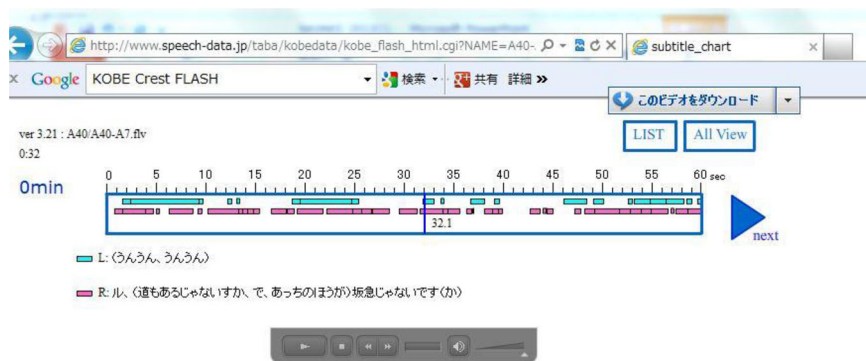 http://www.speech-data.jp/taba/kobedata/kobe_flash_html.cgi?NAME=A40-
subtitle_chart
×
× Google KOBE Crest FLASH 検索 共有 詳細 »
このビデオをダウンロード
ver 3.21 : A40/A40-A7.flv
LIST All View
0:32
0min
0 5 10 15 20 25 30 35 40 45 50 55 60 sec
32.1
next
L: (うんうん、うんうん)
R: ル、(道もあるじゃないすか、で、あっちのほうが)坂急じゃないです(か)